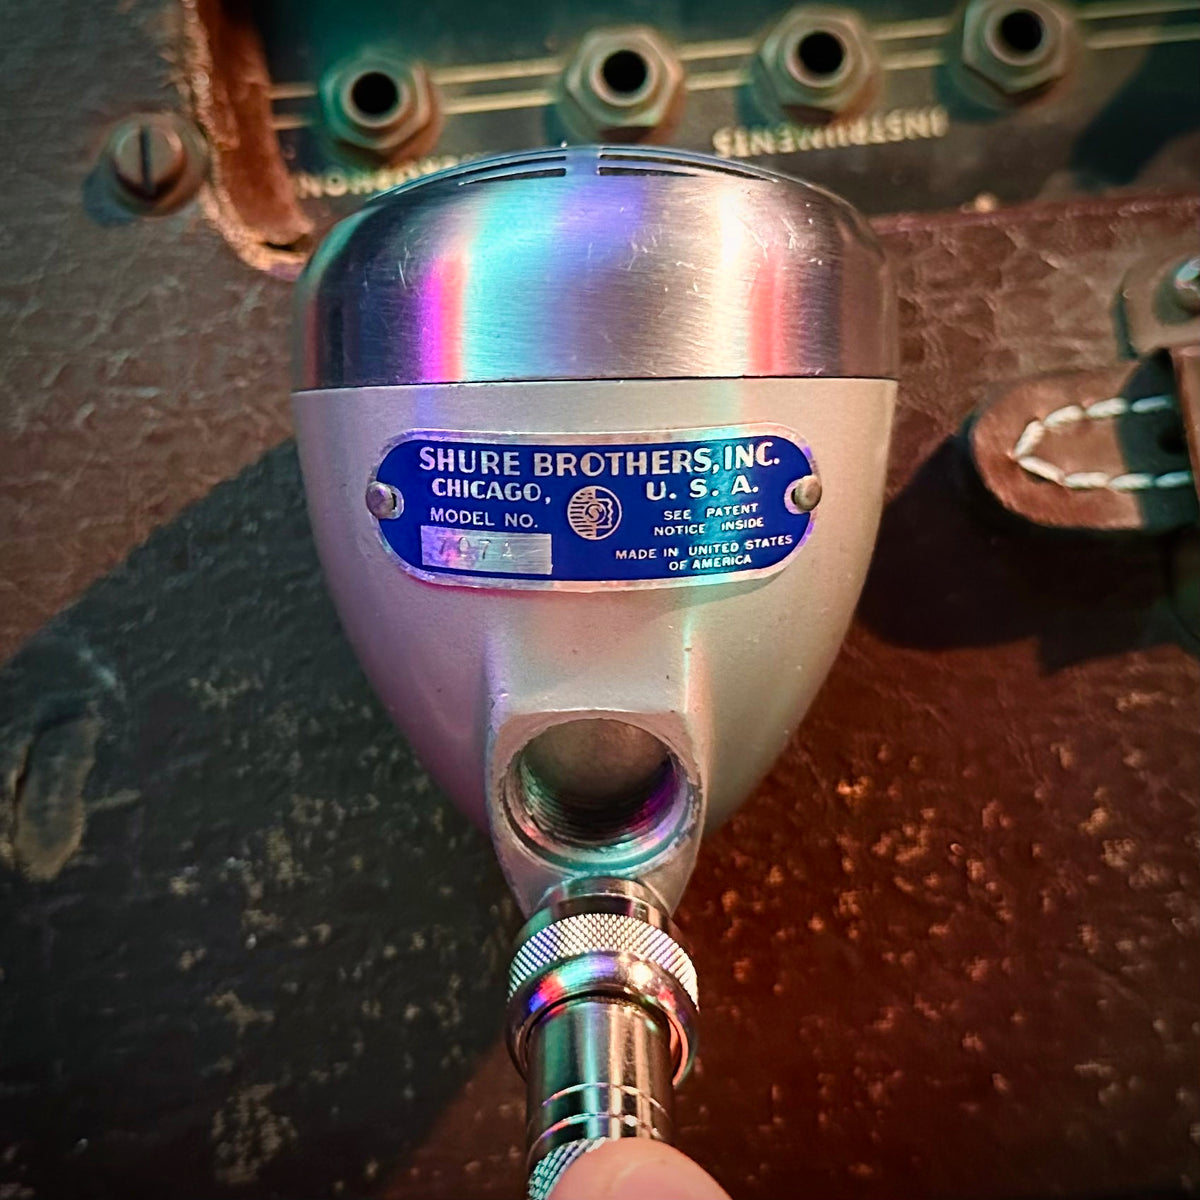 INSTRUMENTS
SHURE BROTHERS, INC.
CHICAGO, U. S. A.
MODEL NO.
707A
SEE PATENT
NOTICE INSIDE
MADE IN UNITED STATES
OF AMERICA